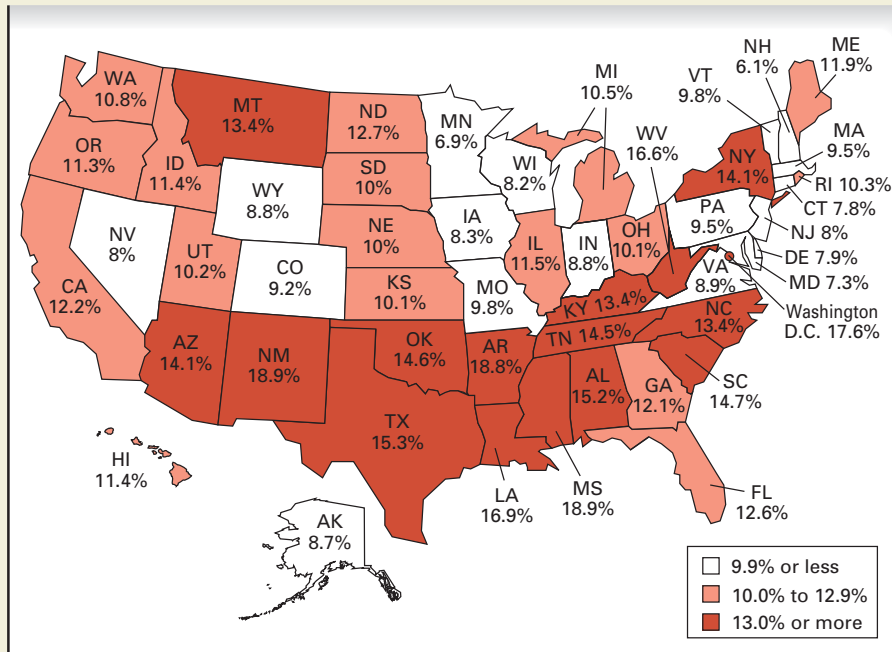 WA
10.8%
MT
13.4%
ND
12.7%
MN
6.9%
MI
10.5%
VT
9.8%
NH
6.1%
ME
11.9%
OR
11.3%
ID
11.4%
WY
8.8%
SD
10%
WI
8.2%
WV
16.6%
NY
14.1%
MA
9.5%
RI 10.3%
CT 7.8%
NJ 8%
DE 7.9%
MD 7.3%
Washington
D.C. 17.6%
NV
8%
UT
10.2%
CO
9.2%
NE
10%
KS
10.1%
IA
8.3%
MO
9.8%
IL
11.5%
IN
8.8%
OH
10.1%
PA
9.5%
VA
8.9%
CA
12.2%
AZ
14.1%
NM
18.9%
OK
14.6%
AR
18.8%
KY 13.4%
TN 14.5%
NC
13.4%
SC
14.7%
TX
15.3%
AL
15.2%
GA
12.1%
HI
11.4%
AK
8.7%
LA
16.9%
MS
18.9%
FL
12.6%
9.9% or less
10.0% to 12.9%
13.0% or more